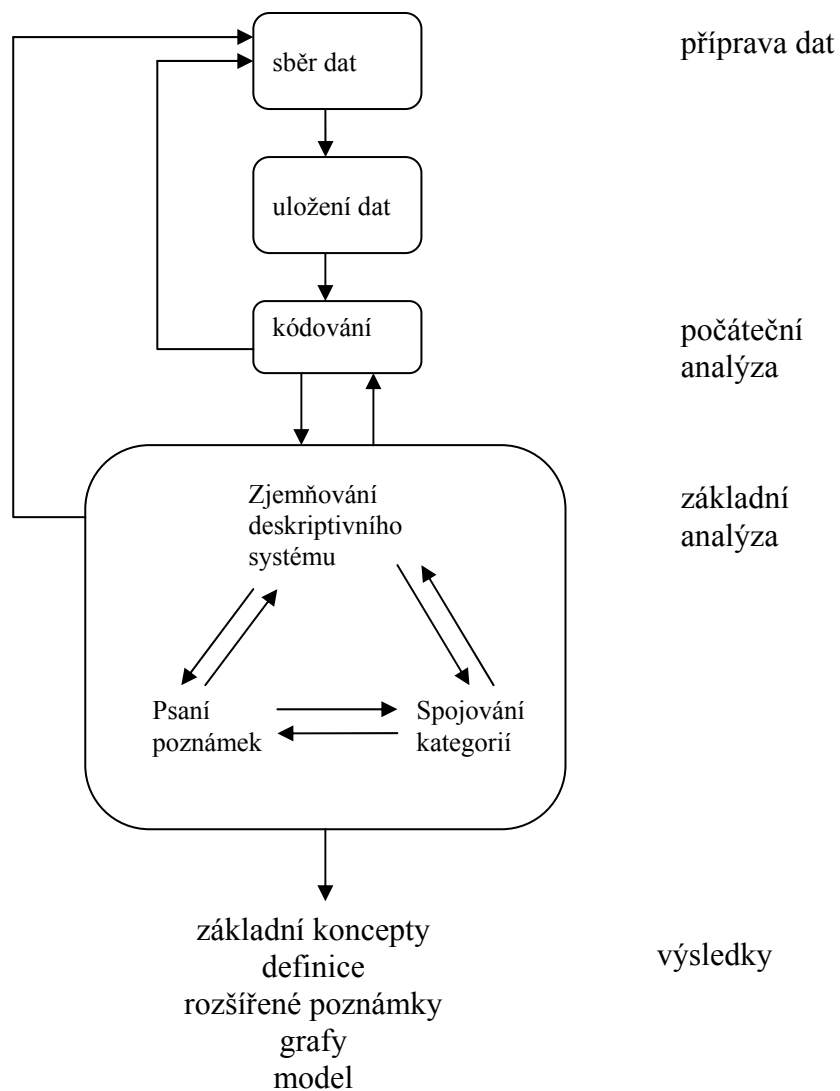 sběr dat
příprava dat
uložení dat
kódování
počáteční
analýza
Zjemňování
deskriptivního
systému
základní
analýza
Psaní
poznámek
Spojování
kategorií
základní koncepty
definice
rozšířené poznámky
grafy
model
výsledky